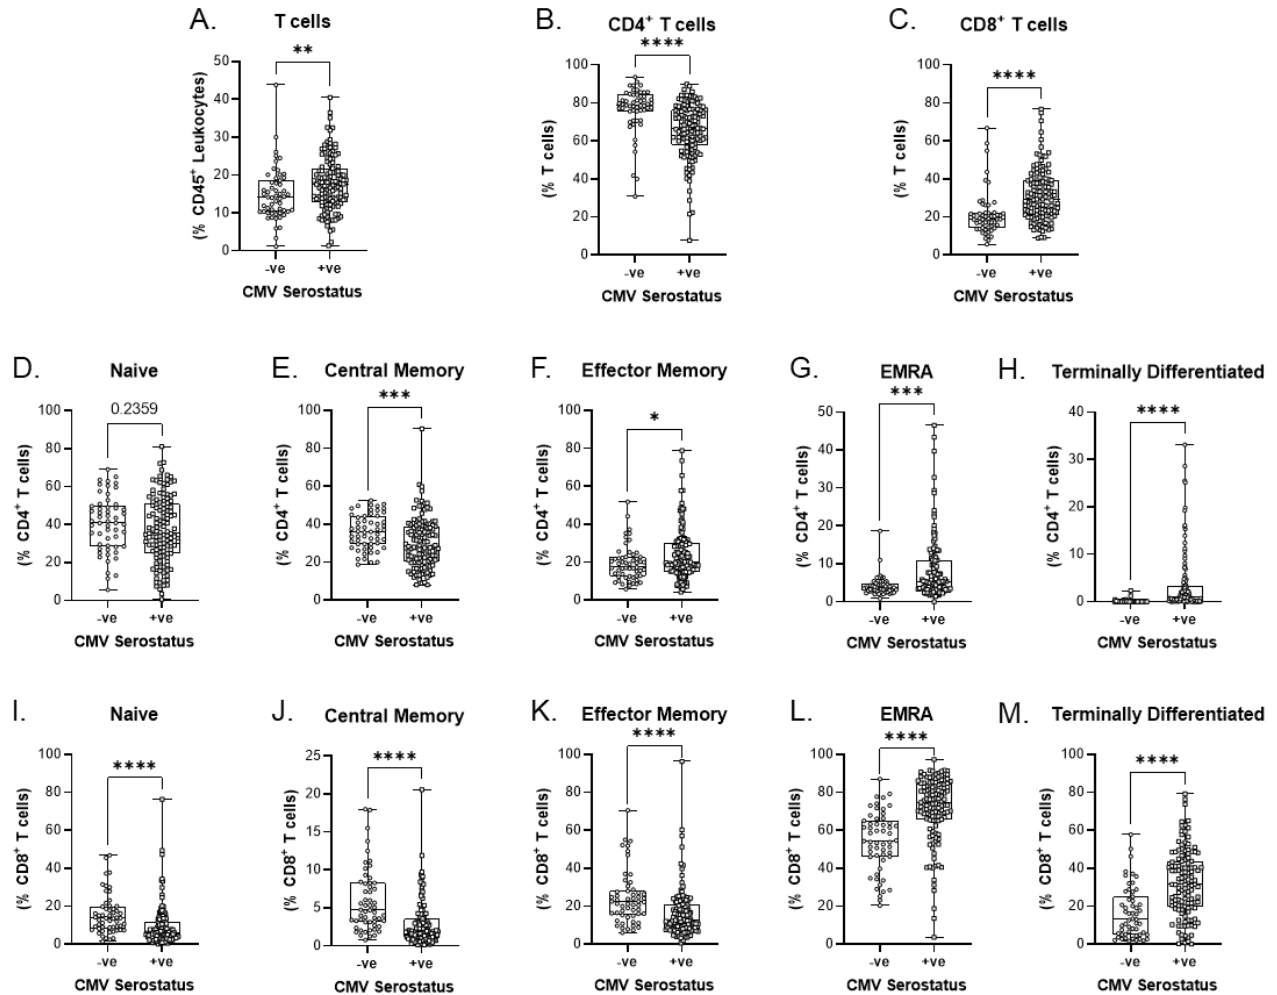 A. T cells
**
(% CD45+ Leukocytes)
50
40
30
20
10
0
-ve +ve
CMV Serostatus
B. CD4+ T cells
****
(% T cells)
100
80
60
40
20
0
-ve +ve
CMV Serostatus
C. CD8+ T cells
****
(% T cells)
100
80
60
40
20
0
-ve +ve
CMV Serostatus
D. Naive
0.2359
(% CD4+ T cells)
100
80
60
40
20
0
-ve +ve
CMV Serostatus
E. Central Memory
***
(% CD4+ T cells)
100
80
60
40
20
0
-ve +ve
CMV Serostatus
F. Effector Memory
*
(% CD4+ T cells)
100
80
60
40
20
0
-ve +ve
CMV Serostatus
G. EMRA
***
(% CD4+ T cells)
50
40
30
20
10
0
-ve +ve
CMV Serostatus
H. Terminally Differentiated
****
(% CD4+ T cells)
40
30
20
10
0
-ve +ve
CMV Serostatus
I. Naive
****
(% CD8+ T cells)
100
80
60
40
20
0
-ve +ve
CMV Serostatus
J. Central Memory
****
(% CD8+ T cells)
25
20
15
10
5
0
-ve +ve
CMV Serostatus
K. Effector Memory
****
(% CD8+ T cells)
100
80
60
40
20
0
-ve +ve
CMV Serostatus
L. EMRA
****
(% CD8+ T cells)
100
80
60
40
20
0
-ve +ve
CMV Serostatus
M. Terminally Differentiated
****
(% CD8+ T cells)
100
80
60
40
20
0
-ve +ve
CMV Serostatus